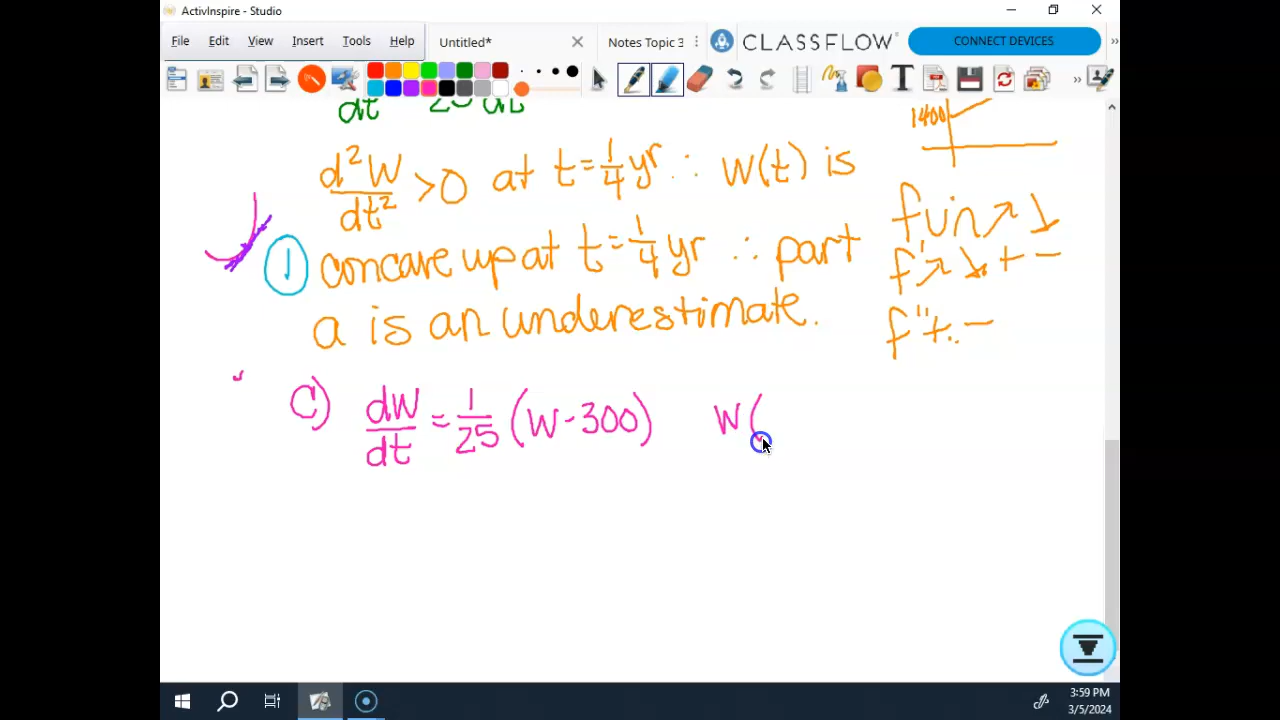 ActivInspire - Studio
File Edit View Insert Tools Help Untitled* Notes Topic 3 CLASSFLOW CONNECT DEVICES
dt
1400
d²W/dt² > 0 at t = 1/4 yr ∴ W(t) is
① concave up at t = 1/4 yr ∴ part
a is an underestimate.
f un ↗ ↓
f' ↗ ↓ + −
f" + −
c) dW/dt = 1/25 (W - 300) W(
3:59 PM
3/5/2024